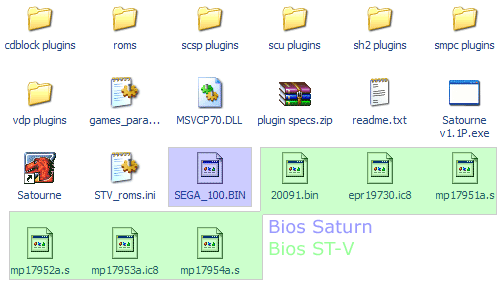 cdblock plugins
roms
scsp plugins
scu plugins
sh2 plugins
smpc plugins
vdp plugins
games_para...
MSVCP70.DLL
plugin specs.zip
readme.txt
Satourne
v1.1P.exe
Satourne
STV_roms.ini
SEGA_100.BIN
20091.bin
epr19730.ic8
mp17951a.s
Bios Saturn
Bios ST-V
mp17952a.s
mp17953a.ic8
mp17954a.s